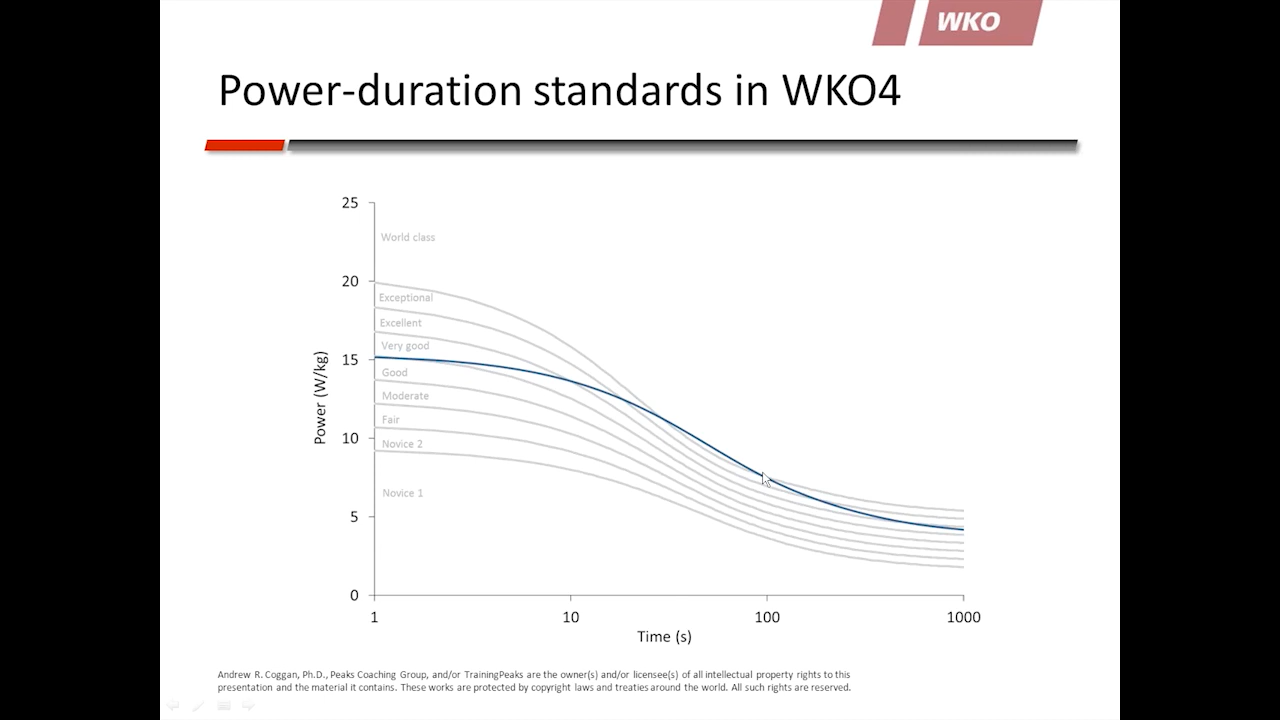 WKO
Power-duration standards in WKO4
25
World class
20
Exceptional
Excellent
Very good
15
Good
Moderate
Fair
10
Novice 2
Novice 1
5
0
Power (W/kg)
1
10
100
1000
Time (s)
Andrew R. Coggan, Ph.D., Peaks Coaching Group, and/or TrainingPeaks are the owner(s) and/or licensee(s) of all intellectual property rights to this
presentation and the material it contains. These works are protected by copyright laws and treaties around the world. All such rights are reserved.